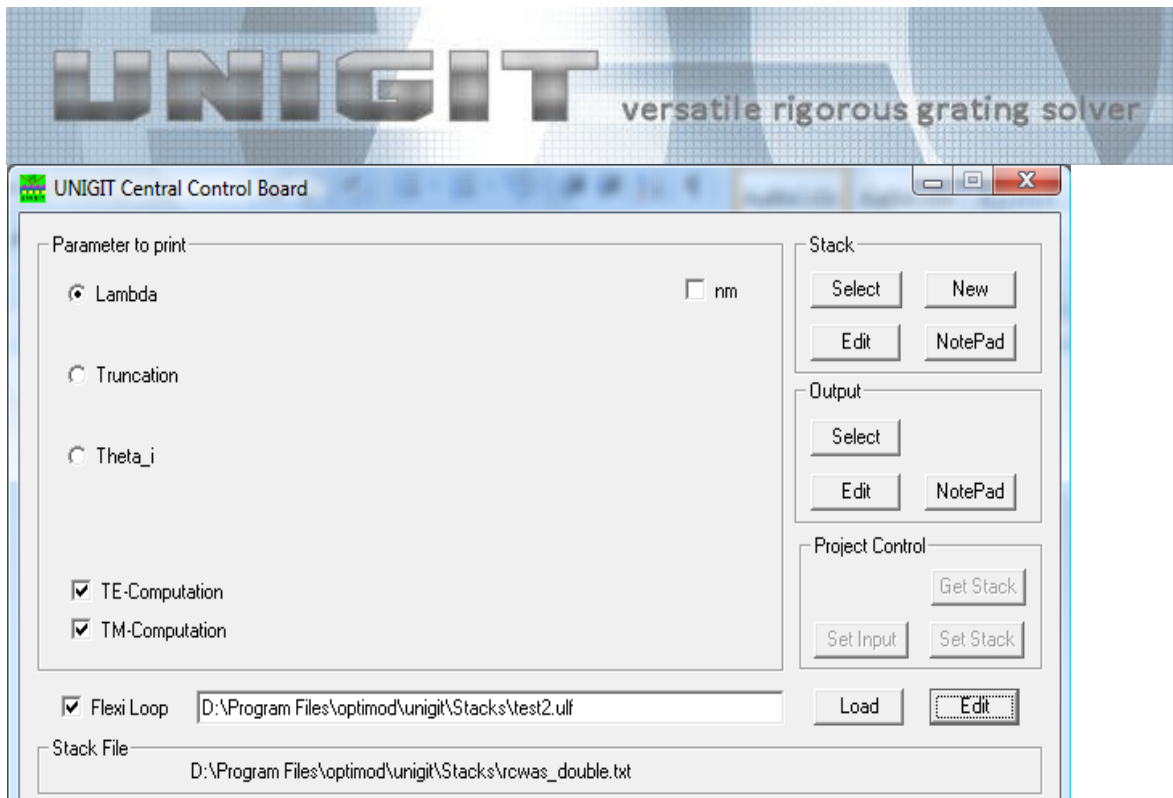 UNIGIT
versatile rigorous grating solver
UNIGIT Central Control Board
Parameter to print
Lambda
nm
Truncation
Theta_i
TE-Computation
TM-Computation
Stack
Select New
Edit NotePad
Output
Select
Edit NotePad
Project Control
Get Stack
Set Input Set Stack
Flexi Loop D:\Program Files\optimod\unigit\Stacks\test2.ulf Load Edit
Stack File
D:\Program Files\optimod\unigit\Stacks\rcwas_double.txt